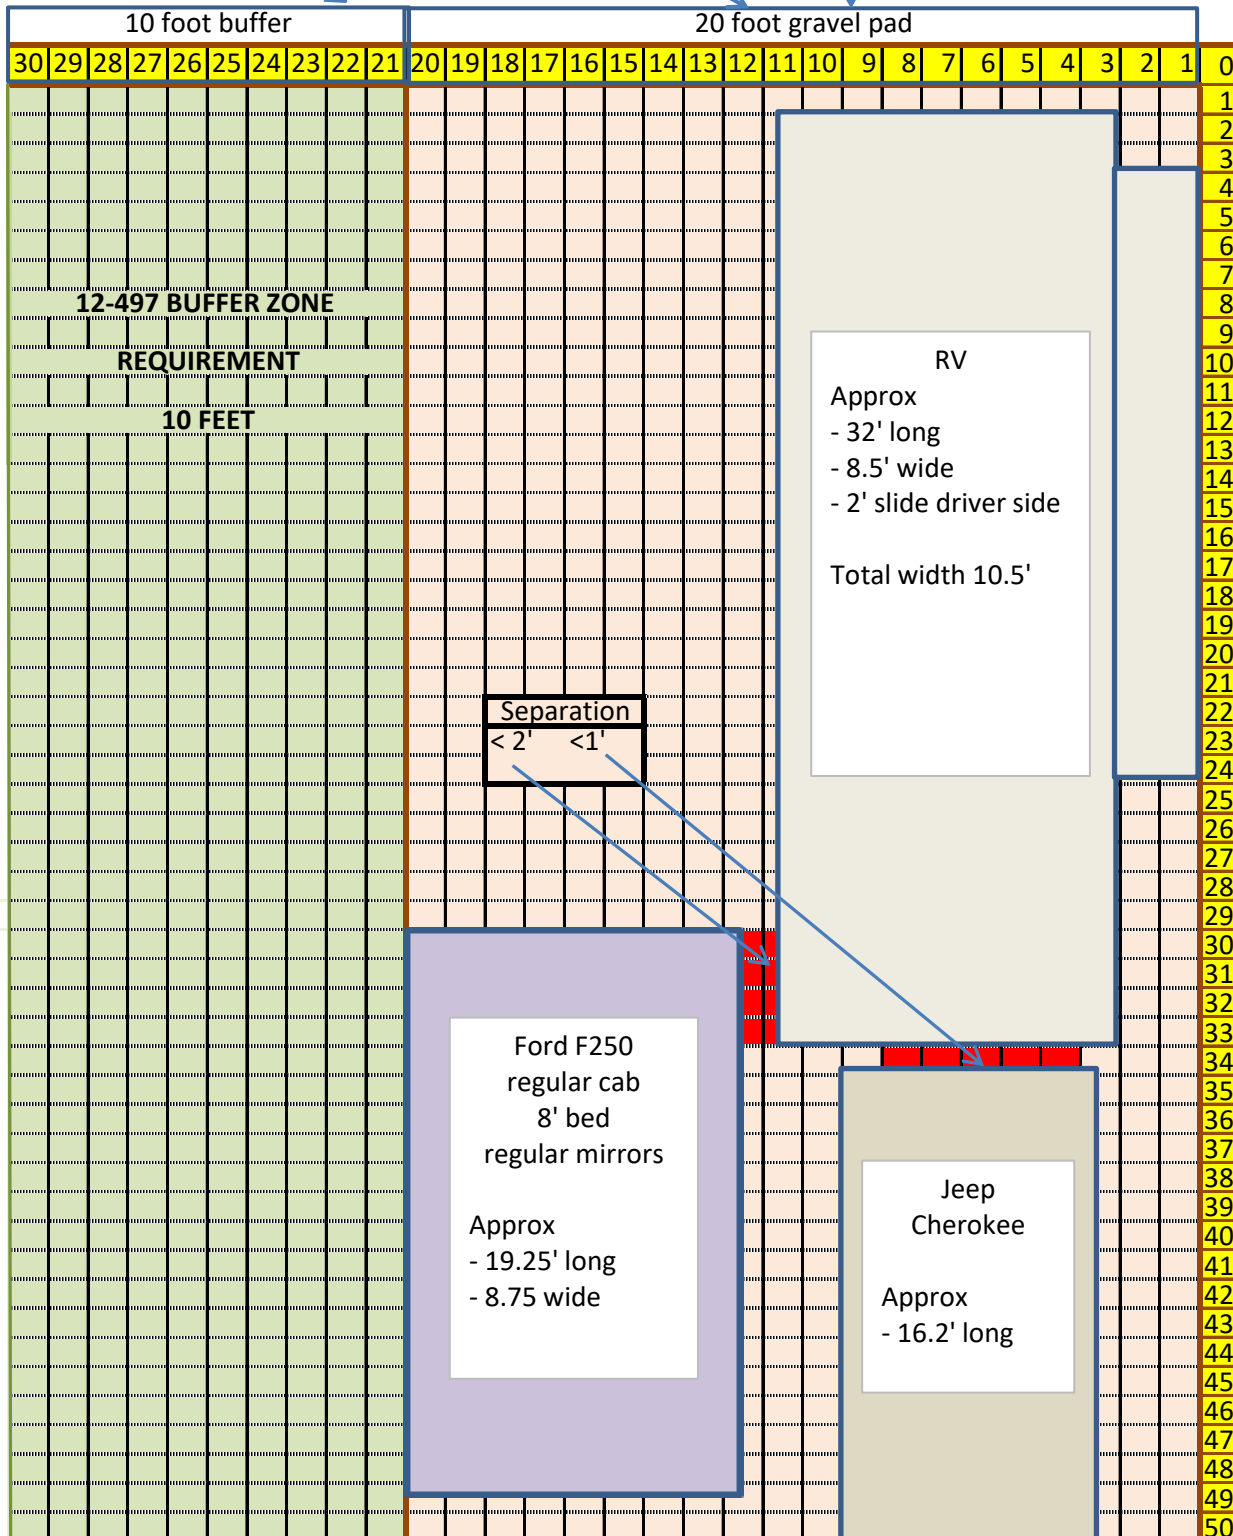 10 foot buffer 20 foot gravel pad
30 29 28 27 26 25 24 23 22 21 20 19 18 17 16 15 14 13 12 11 10 9 8 7 6 5 4 3 2 1 0
1
2
3
4
5
6
7
12-497 BUFFER ZONE 8
9
REQUIREMENT 10
11
10 FEET 12
RV
Approx
- 32' long
- 8.5' wide
- 2' slide driver side
Total width 10.5'
13
14
15
16
17
18
19
20
21
Separation 22
< 2' <1' 23
24
25
26
27
28
29
30
31
32
33
34
35
36
37
38
39
40
41
42
43
44
45
46
47
48
49
50
Ford F250
regular cab
8' bed
regular mirrors
Approx
- 19.25' long
- 8.75 wide
Jeep
Cherokee
Approx
- 16.2' long